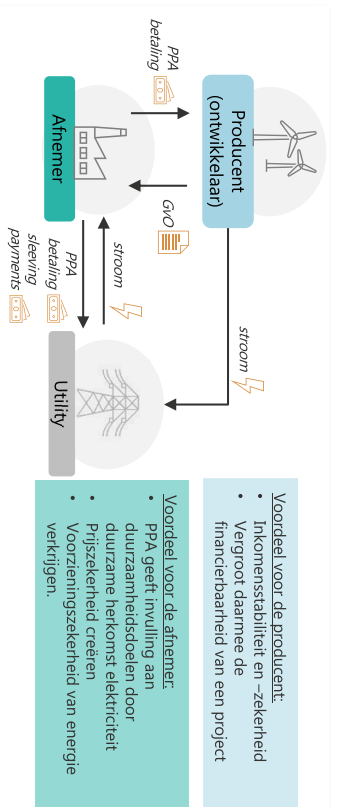 Producent
(ontwikkelaar)
PPA
betaling
GvO
stroom
Afnemer
stroom
PPA
betaling
sleeving
payments
Utility
Voordeel voor de producent:
• Inkomensstabiliteit en –zekerheid
• Vergroot daarmee de
financierbaarheid van een project
Voordeel voor de afnemer:
• PPA geeft invulling aan
duurzaamheidsdoelen door
duurzame herkomst elektriciteit
• Prijszekerheid creëren
• Voorzieningszekerheid van energie
verkrijgen.